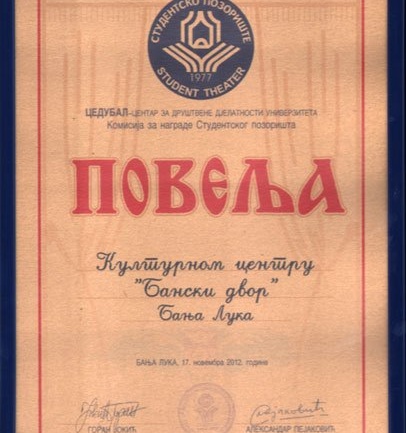 СТУДЕНТСКО ПОЗОРИШТЕ
1977
STUDENT THEATER
ЦЕДУБАЛ-ЦЕНТАР ЗА ДРУШТВЕНЕ ДЈЕЛАТНОСТИ УНИВЕРЗИТЕТА
Комисија за награде Студентског позоришта
ПОВЕЉА
Културном центру
"Бански двор"
Бања Лука
БАЊА ЛУКА, 17. новембра 2012. године
ГОРАН ЈОКИЋ АЛЕКСАНДАР ПЕЈАКОВИЋ